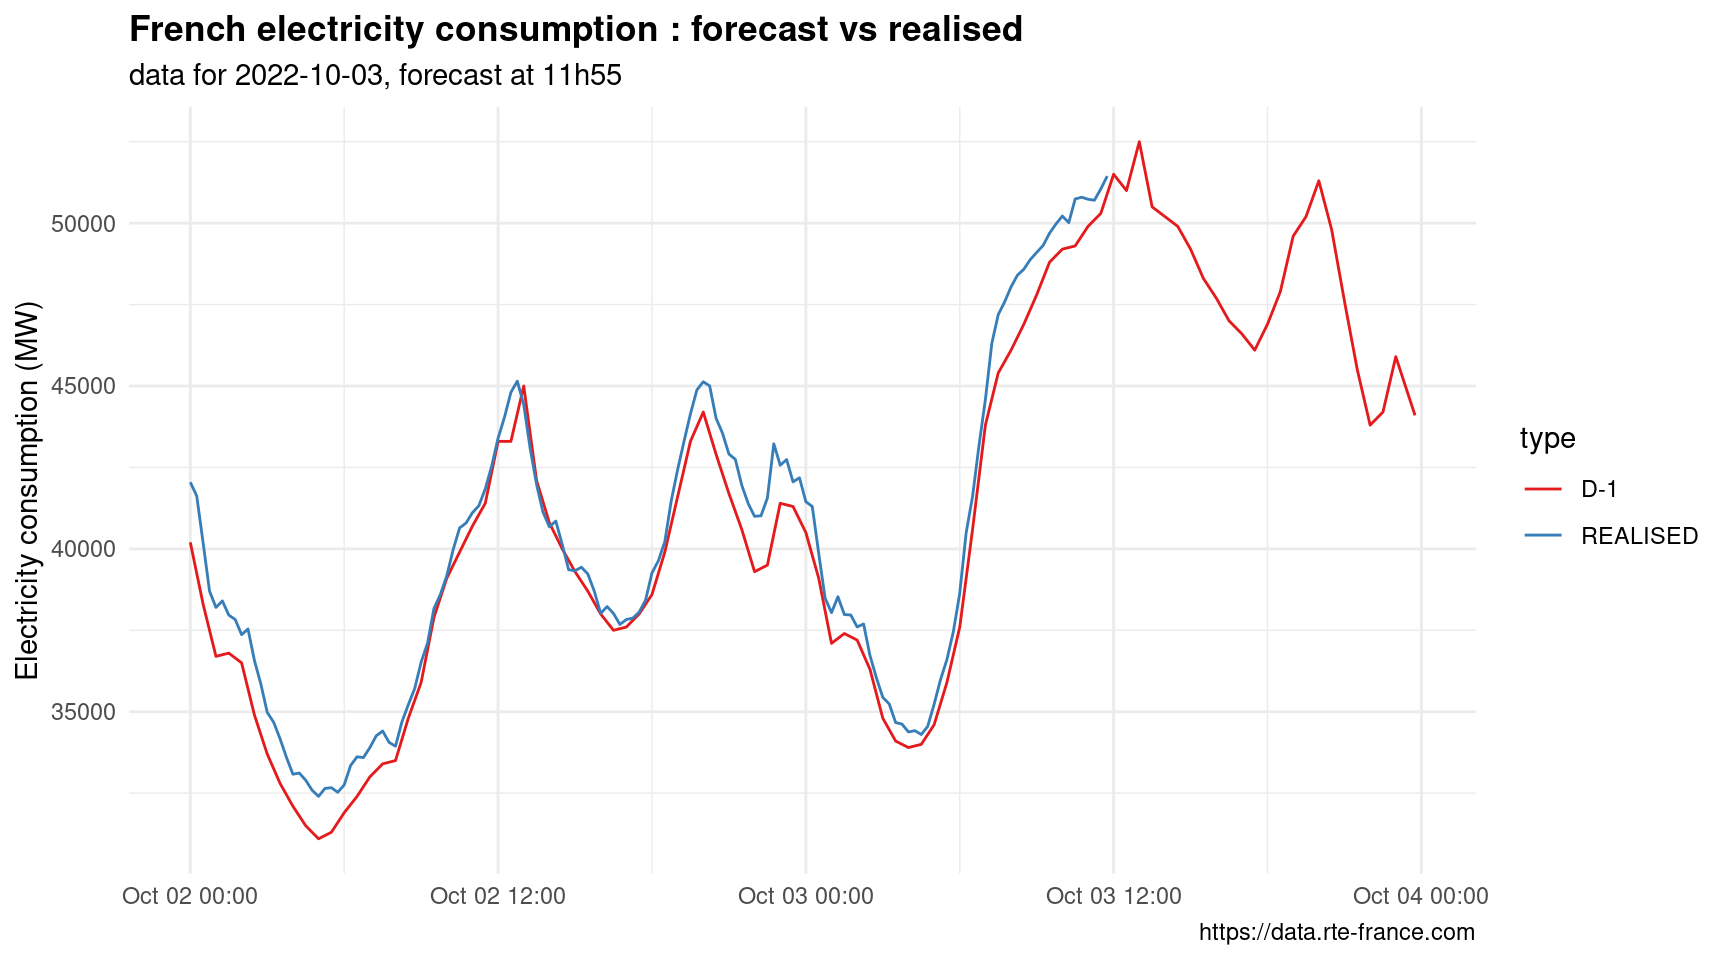 French electricity consumption : forecast vs realised
data for 2022-10-03, forecast at 11h55
Electricity consumption (MW)
50000
45000
40000
35000
Oct 02 00:00
Oct 02 12:00
Oct 03 00:00
Oct 03 12:00
Oct 04 00:00
type
D-1
REALISED
https://data.rte-france.com